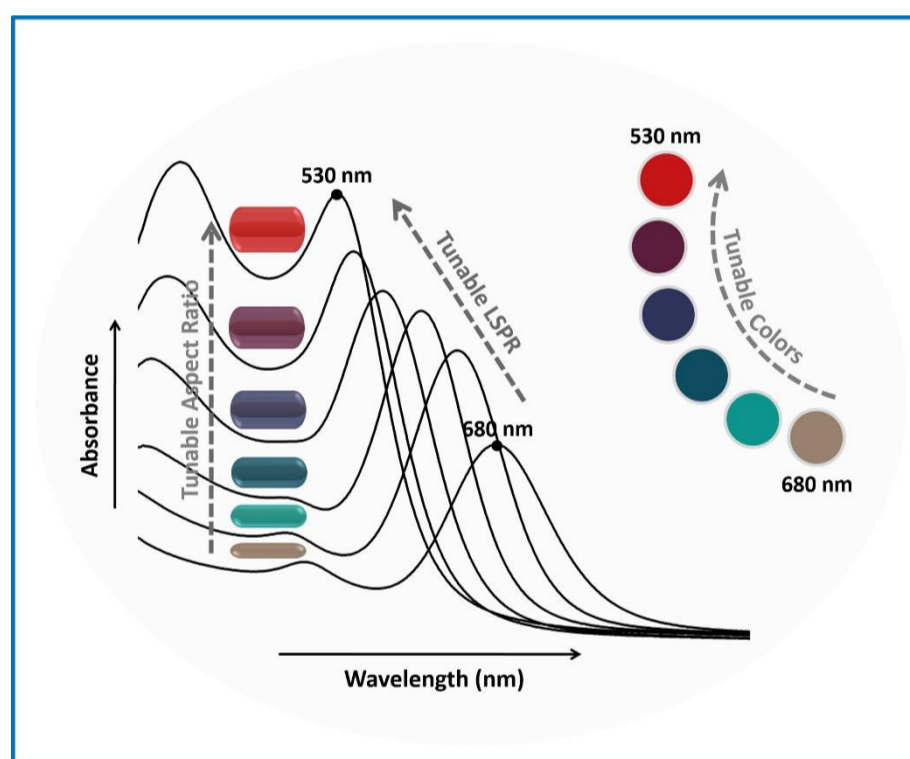 530 nm
530 nm
Tunable Aspect Ratio
Tunable LSPR
Tunable Colors
Absorbance
680 nm
680 nm
Wavelength (nm)